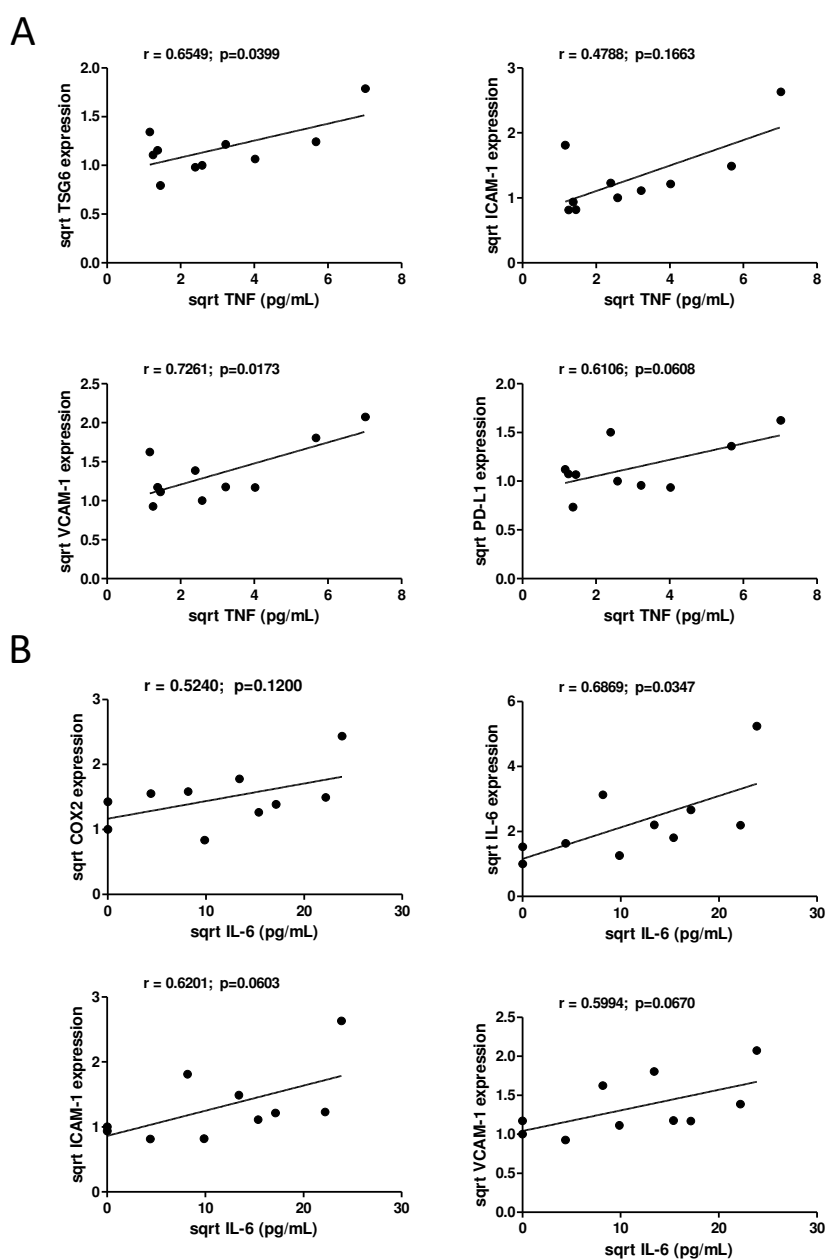 A
r = 0.6549; p=0.0399
sqrt TSG6 expression
2.0
1.5
1.0
0.5
0.0
0 2 4 6 8
sqrt TNF (pg/mL)
r = 0.4788; p=0.1663
sqrt ICAM-1 expression
3
2
1
0
0 2 4 6 8
sqrt TNF (pg/mL)
r = 0.7261; p=0.0173
sqrt VCAM-1 expression
2.5
2.0
1.5
1.0
0.5
0.0
0 2 4 6 8
sqrt TNF (pg/mL)
r = 0.6106; p=0.0608
sqrt PD-L1 expression
2.0
1.5
1.0
0.5
0.0
0 2 4 6 8
sqrt TNF (pg/mL)
B
r = 0.5240; p=0.1200
sqrt COX2 expression
3
2
1
0
0 10 20 30
sqrt IL-6 (pg/mL)
r = 0.6869; p=0.0347
sqrt IL-6 expression
6
4
2
0
0 10 20 30
sqrt IL-6 (pg/mL)
r = 0.6201; p=0.0603
sqrt ICAM-1 expression
3
2
1
0
0 10 20 30
sqrt IL-6 (pg/mL)
r = 0.5994; p=0.0670
sqrt VCAM-1 expression
2.5
2.0
1.5
1.0
0.5
0.0
0 10 20 30
sqrt IL-6 (pg/mL)